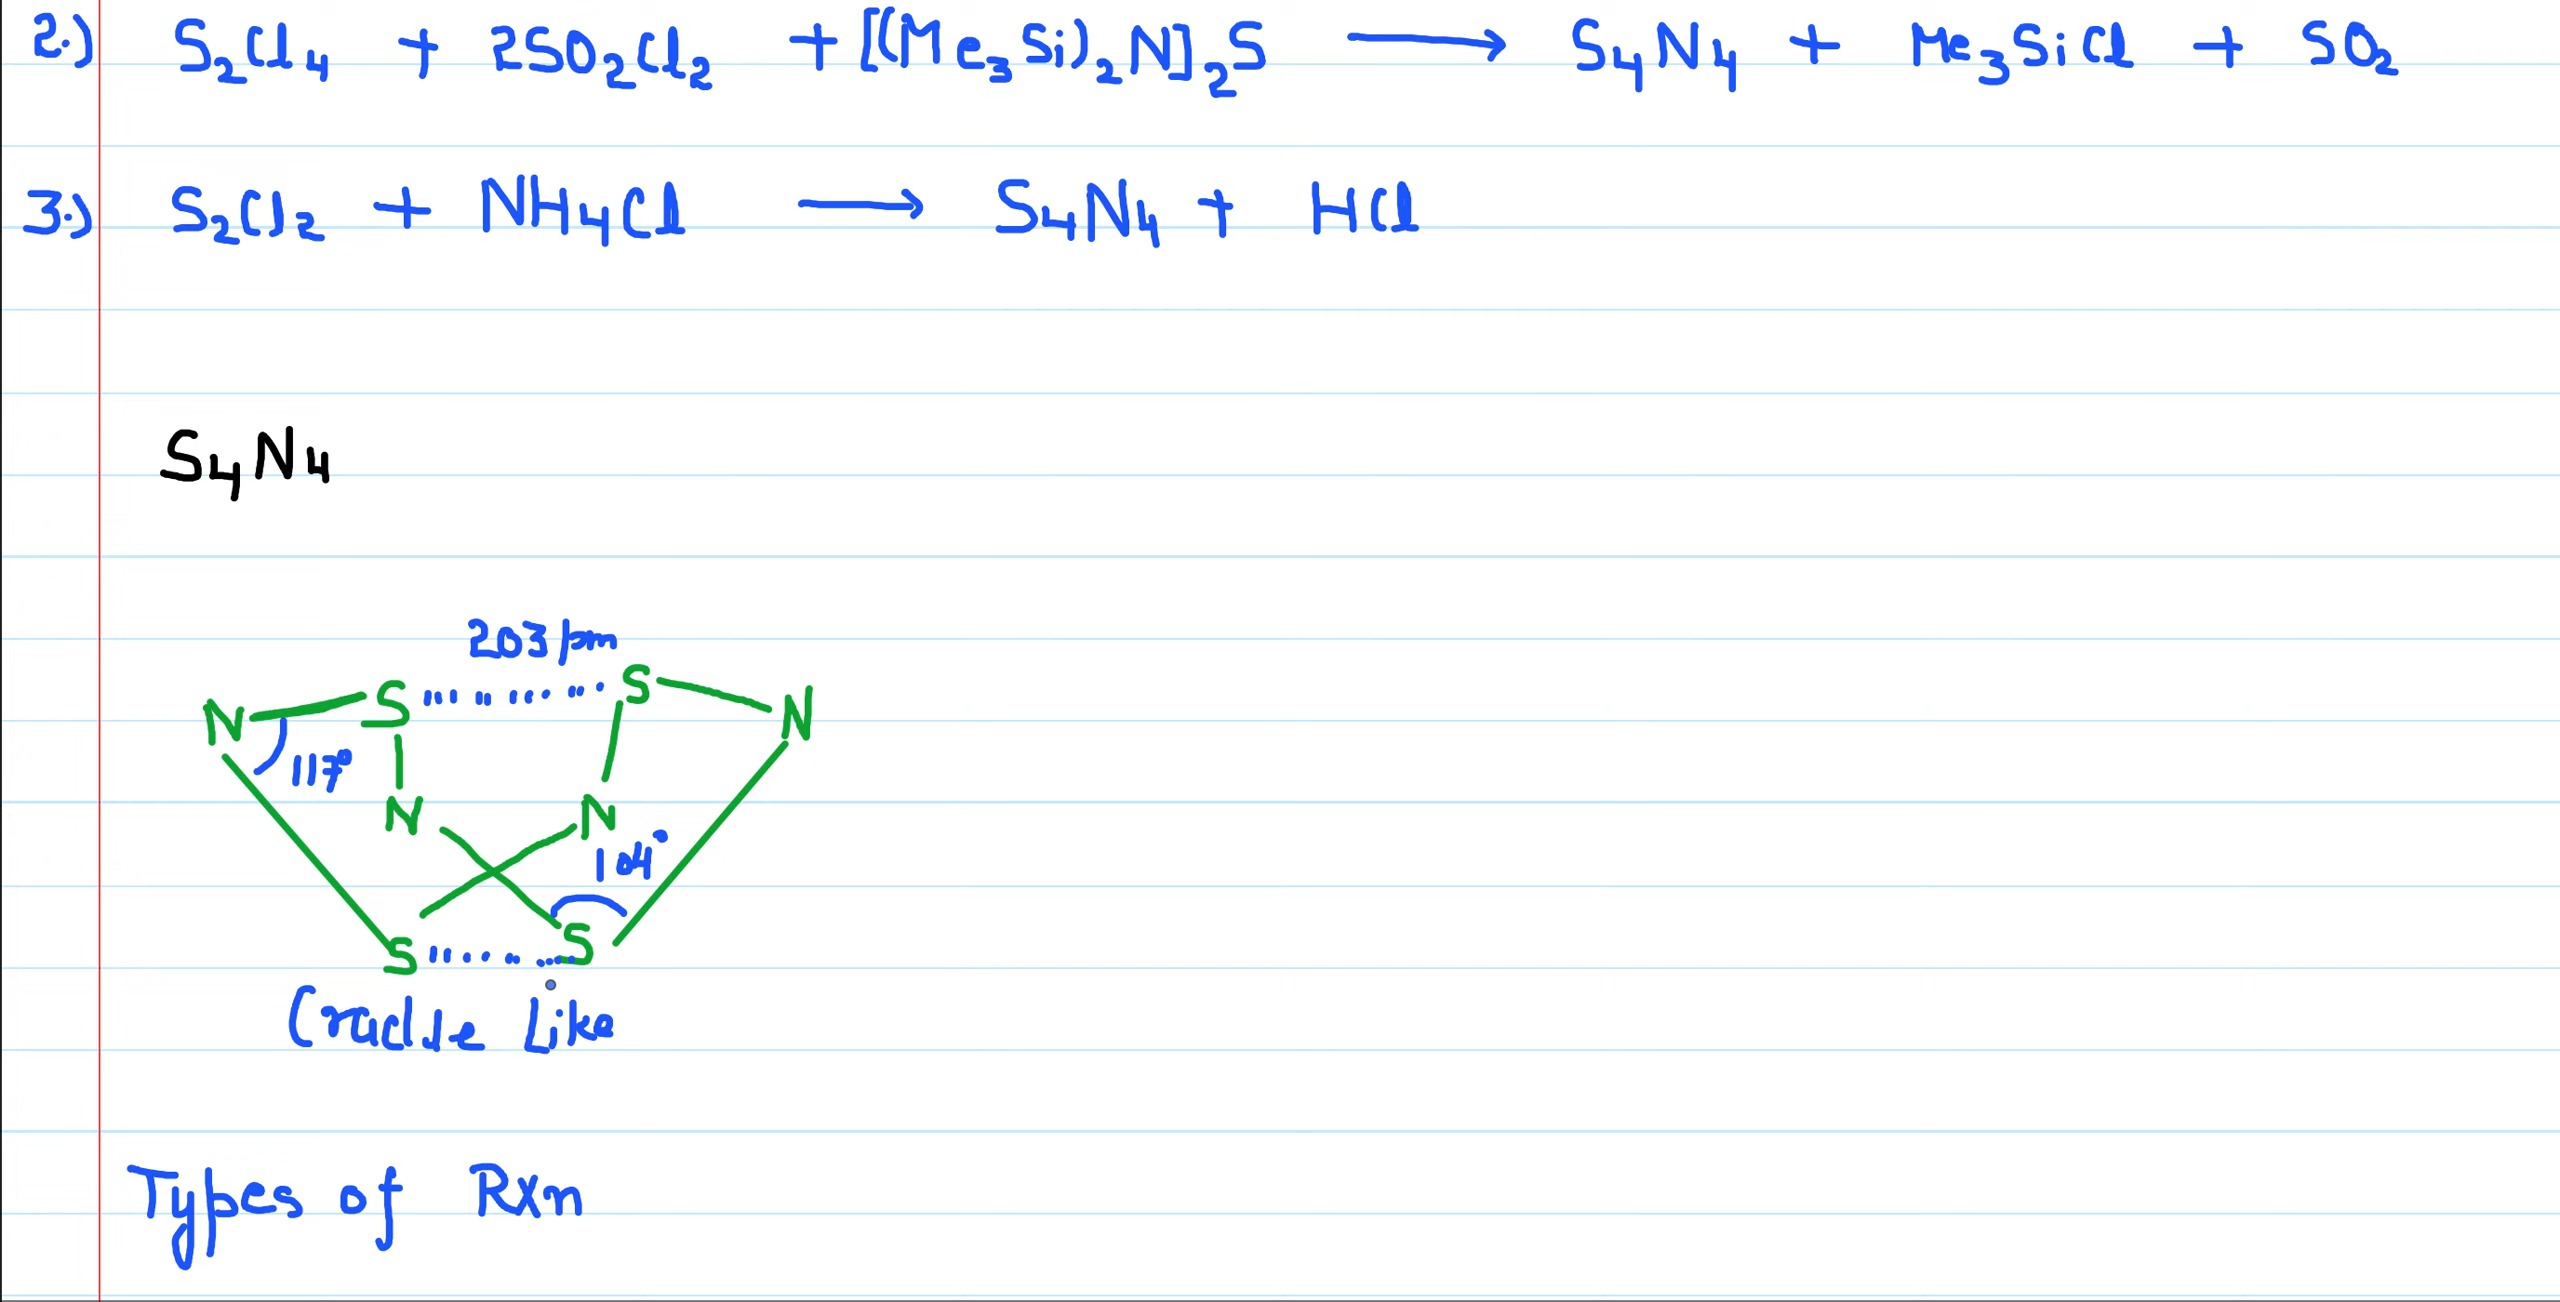 2.) S₂Cl₄ + 2SO₂Cl₂ + [(Me₃Si)₂N]₂S ⟶ S₄N₄ + Me₃SiCl + SO₂
3.) S₂Cl₂ + NH₄Cl ⟶ S₄N₄ + HCl
S₄N₄
203 pm
N S S N
117°
N N
104°
S S
Cradle Like
Types of Rxn